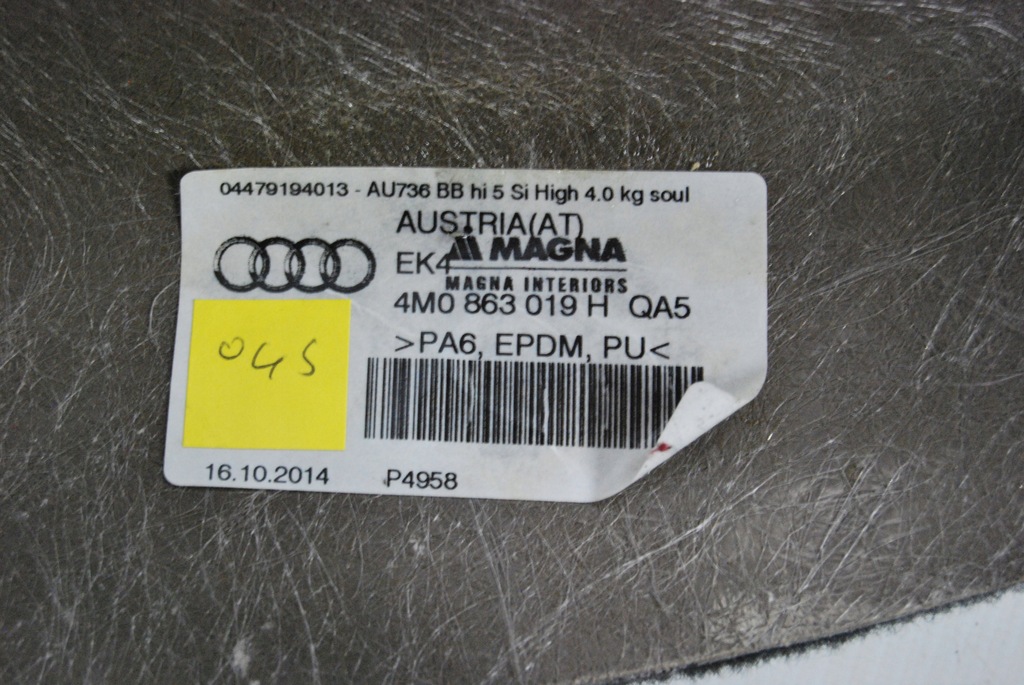 04479194013 - AU736 BB hi 5 Si High 4.0 kg soul
AUSTRIA(AT)
EK4
MAGNA
MAGNA INTERIORS
4M0 863 019 H QA5
>PA6, EPDM, PU<
04S
16.10.2014 P4958